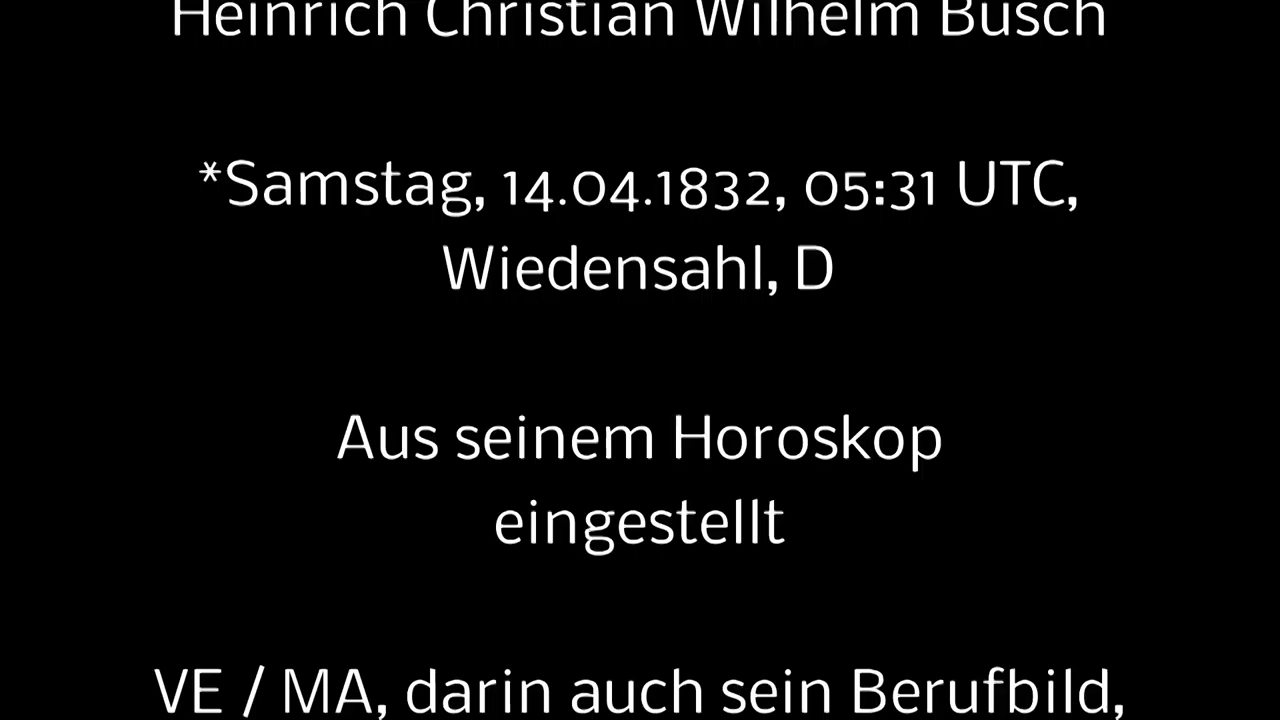 Heinrich Christian Wilhelm Busch
*Samstag, 14.04.1832, 05:31 UTC,
Wiedensahl, D
Aus seinem Horoskop
eingestellt
VE / MA, darin auch sein Berufbild,